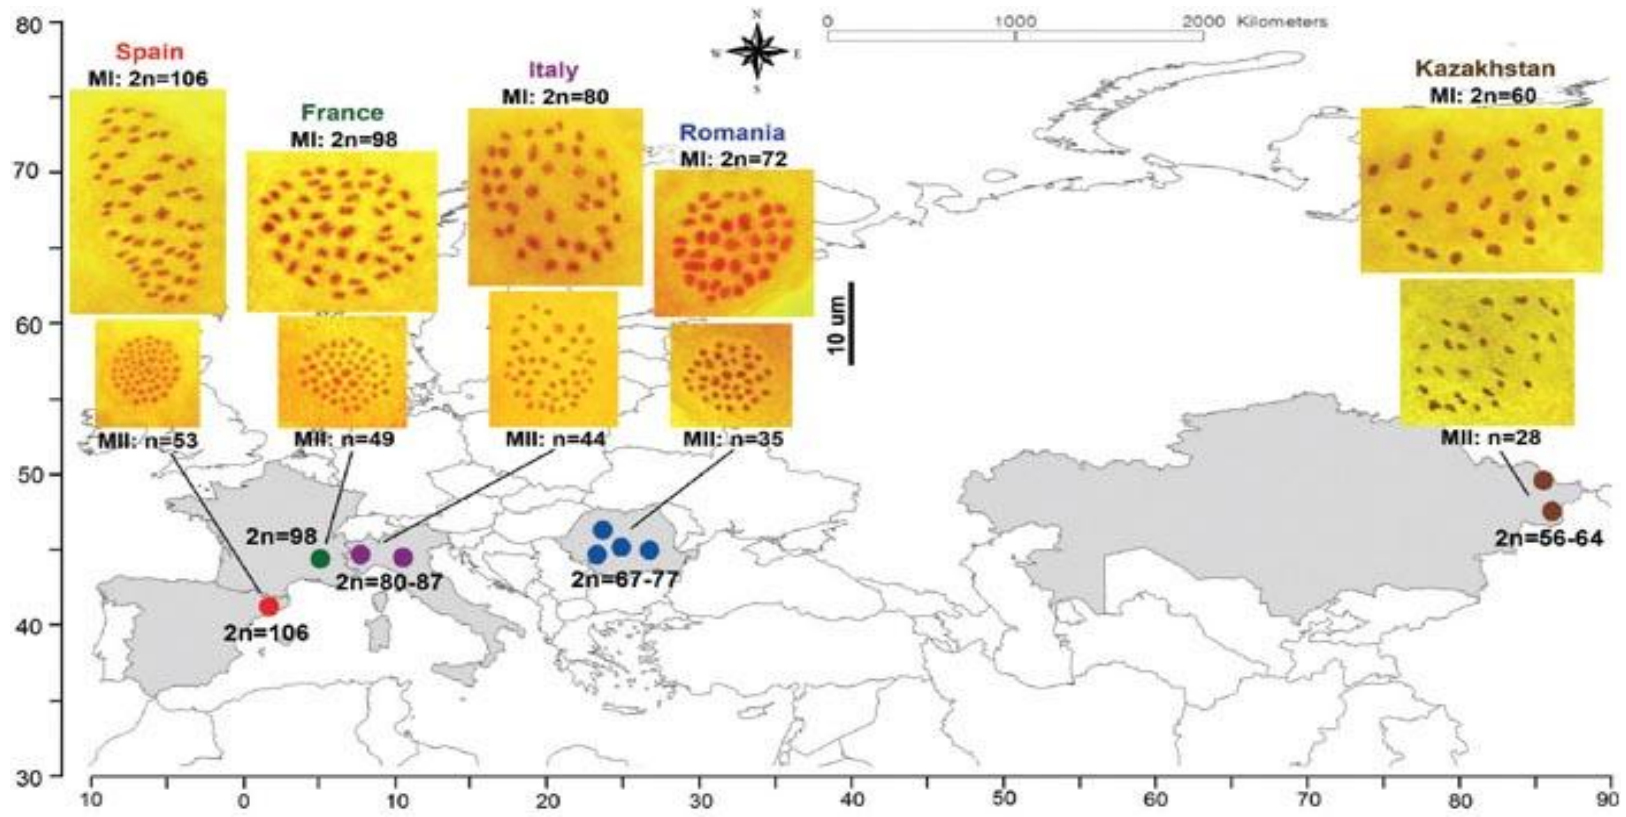 80
70
60
50
40
30
10
0
10
20
30
40
50
60
70
80
90
N
W
E
S
0 1000 2000 Kilometers
Spain
MI: 2n=106
France
MI: 2n=98
Italy
MI: 2n=80
Romania
MI: 2n=72
Kazakhstan
MI: 2n=60
10 um
MII: n=53
MII: n=49
MII: n=44
MII: n=35
MII: n=28
2n=98
2n=80-87
2n=67-77
2n=56-64
2n=106